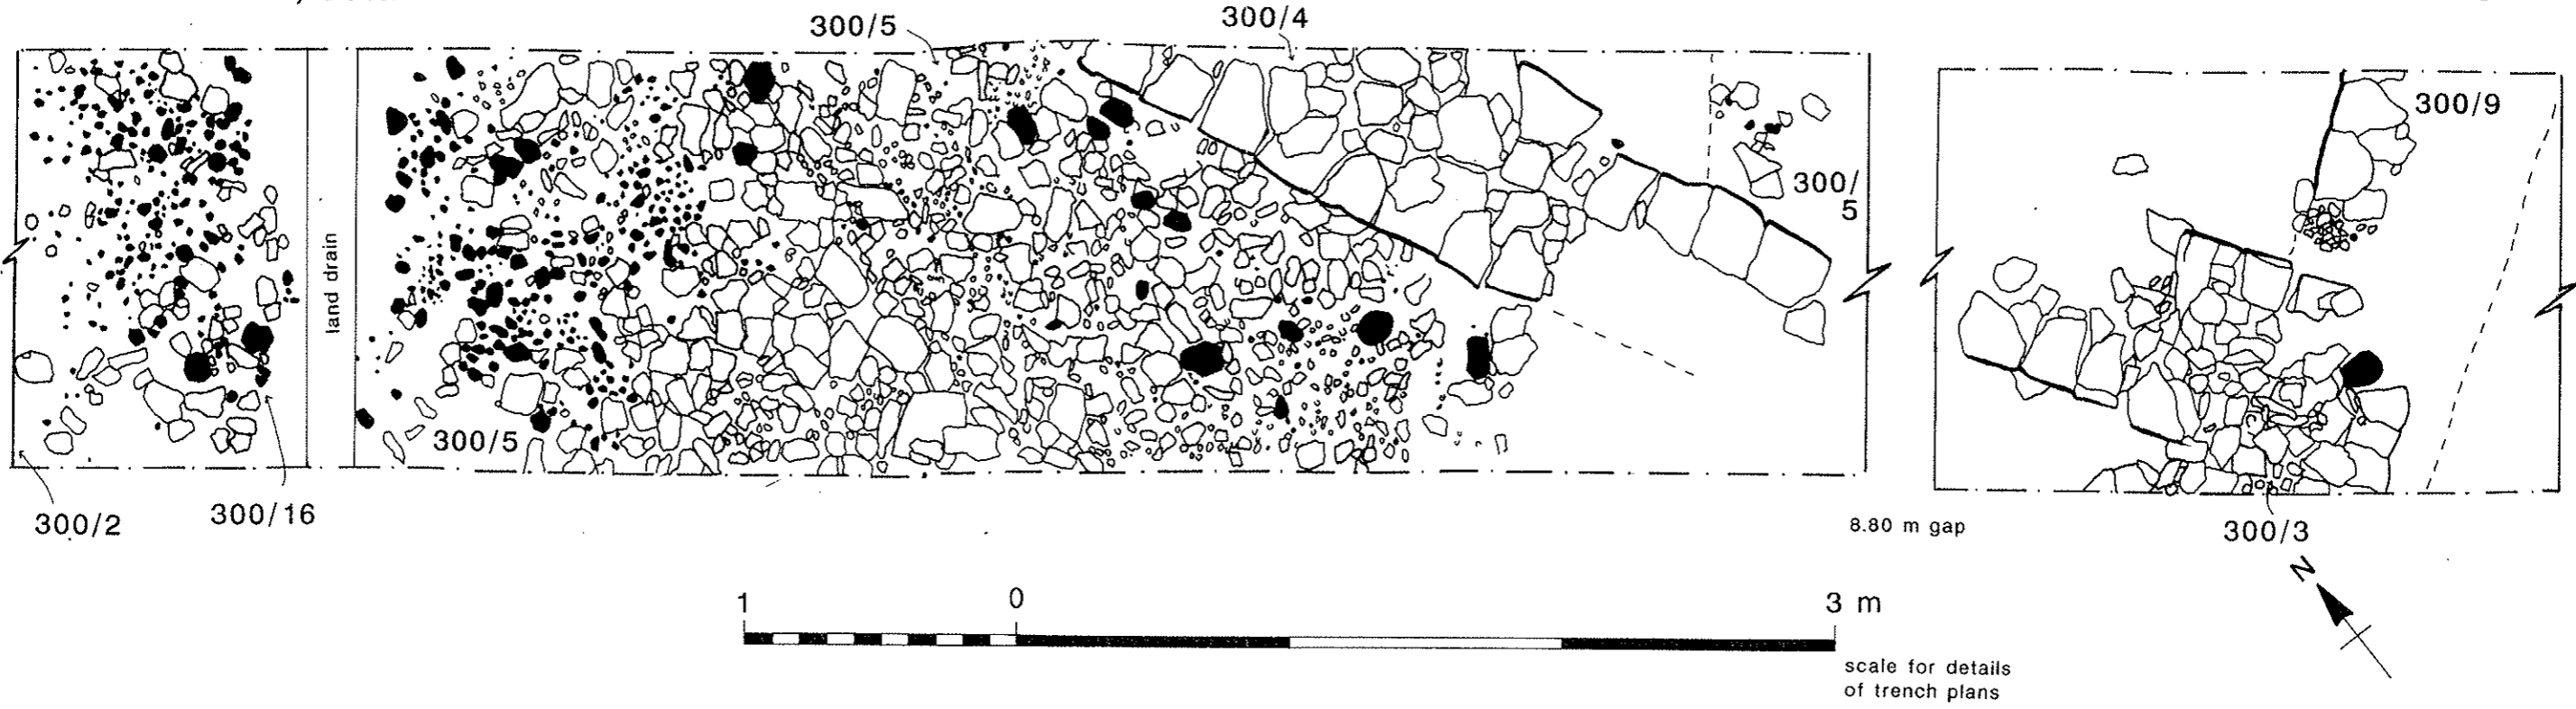 300/5
300/4
300/9
300/
5
land drain
300/5
300/2
300/16
8.80 m gap
300/3
N
1
0
3 m
scale for details
of trench plans